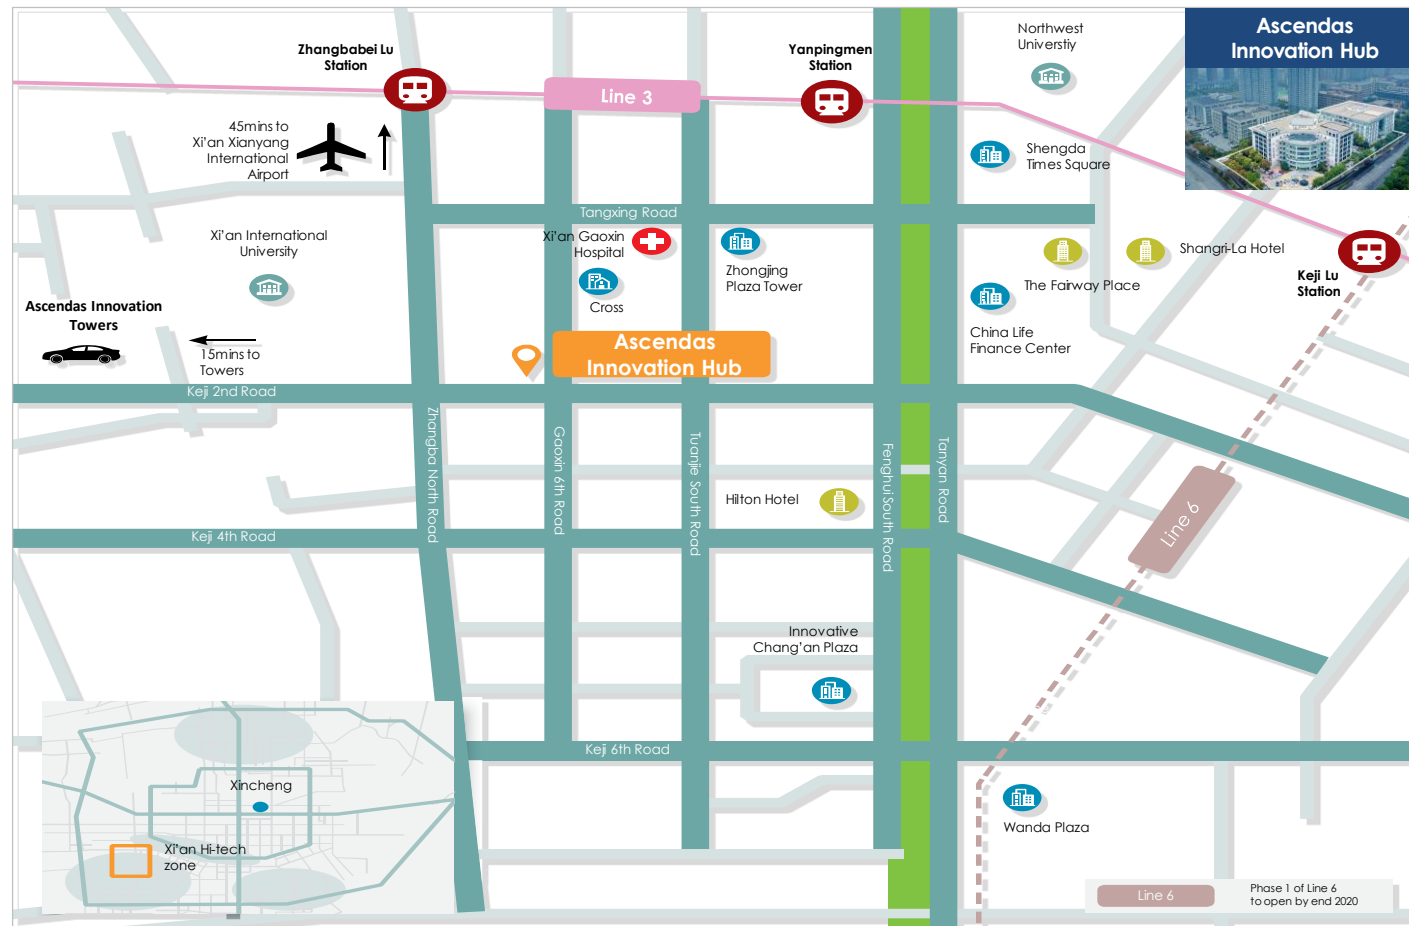 Ascendas
Innovation Hub
Northwest
Universtiy
Zhangbabei Lu
Station
Yanpingmen
Station
Line 3
45mins to
Xi'an Xianyang
International
Airport
Shengda
Times Square
Tangxing Road
Xi'an International
University
Xi'an Gaoxin
Hospital
Cross
Zhongjing
Plaza Tower
Shangri-La Hotel
The Fairway Place
Keji Lu
Station
China Life
Finance Center
Ascendas Innovation
Towers
15mins to
Towers
Ascendas
Innovation Hub
Keji 2nd Road
Zhangba North Road
Gaoxin 6th Road
Tuanjie South Road
Fenghui South Road
Tanyan Road
Hilton Hotel
Line 6
Keji 4th Road
Innovative
Chang'an Plaza
Keji 6th Road
Xincheng
Xi'an Hi-tech
zone
Wanda Plaza
Line 6
Phase 1 of Line 6
to open by end 2020